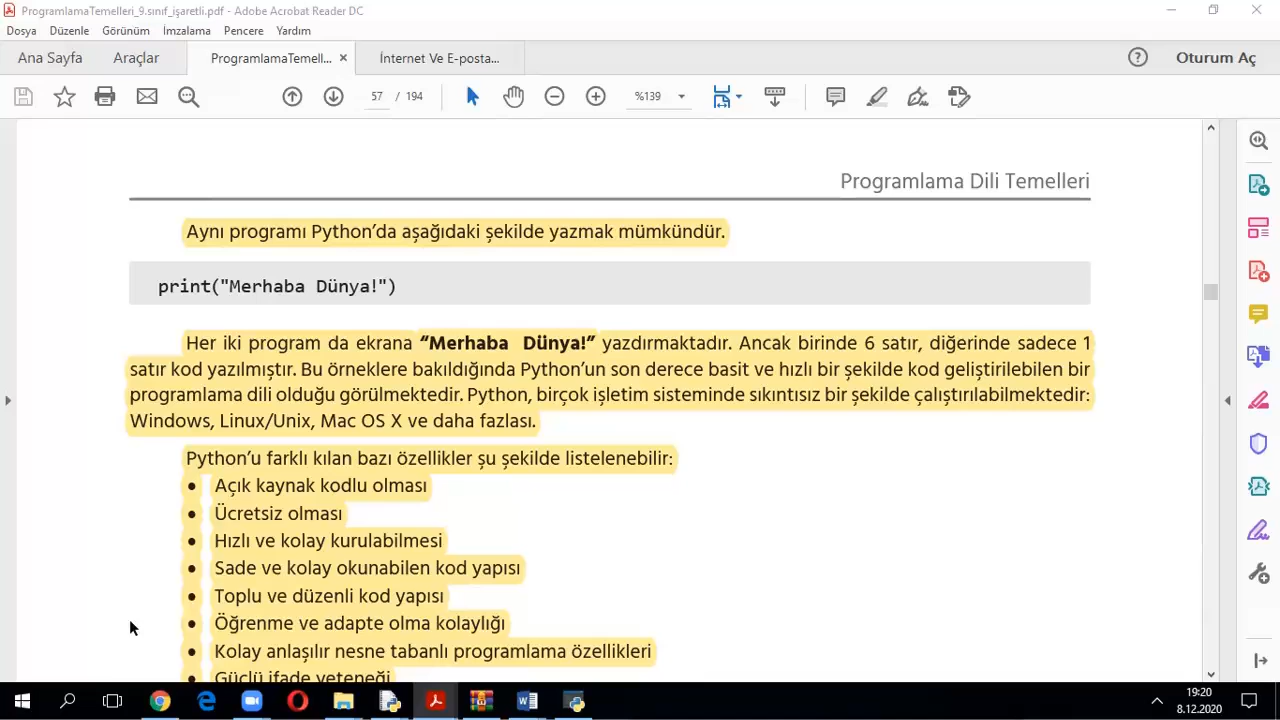 ProgramlamaTemelleri_9.sınıf_işaretli.pdf - Adobe Acrobat Reader DC
Dosya Düzenle Görünüm İmzalama Pencere Yardım
Ana Sayfa Araçlar ProgramlamaTemell... × İnternet Ve E-posta... ? Oturum Aç
57 / 194 %139
Programlama Dili Temelleri
Aynı programı Python’da aşağıdaki şekilde yazmak mümkündür.
print("Merhaba Dünya!")
Her iki program da ekrana “Merhaba Dünya!” yazdırmaktadır. Ancak birinde 6 satır, diğerinde sadece 1
satır kod yazılmıştır. Bu örneklere bakıldığında Python’un son derece basit ve hızlı bir şekilde kod geliştirilebilen bir
programlama dili olduğu görülmektedir. Python, birçok işletim sisteminde sıkıntısız bir şekilde çalıştırılabilmektedir:
Windows, Linux/Unix, Mac OS X ve daha fazlası.
Python’u farklı kılan bazı özellikler şu şekilde listelenebilir:
• Açık kaynak kodlu olması
• Ücretsiz olması
• Hızlı ve kolay kurulabilmesi
• Sade ve kolay okunabilen kod yapısı
• Toplu ve düzenli kod yapısı
• Öğrenme ve adapte olma kolaylığı
• Kolay anlaşılır nesne tabanlı programlama özellikleri
• Güçlü ifade yeteneği
19:20
8.12.2020